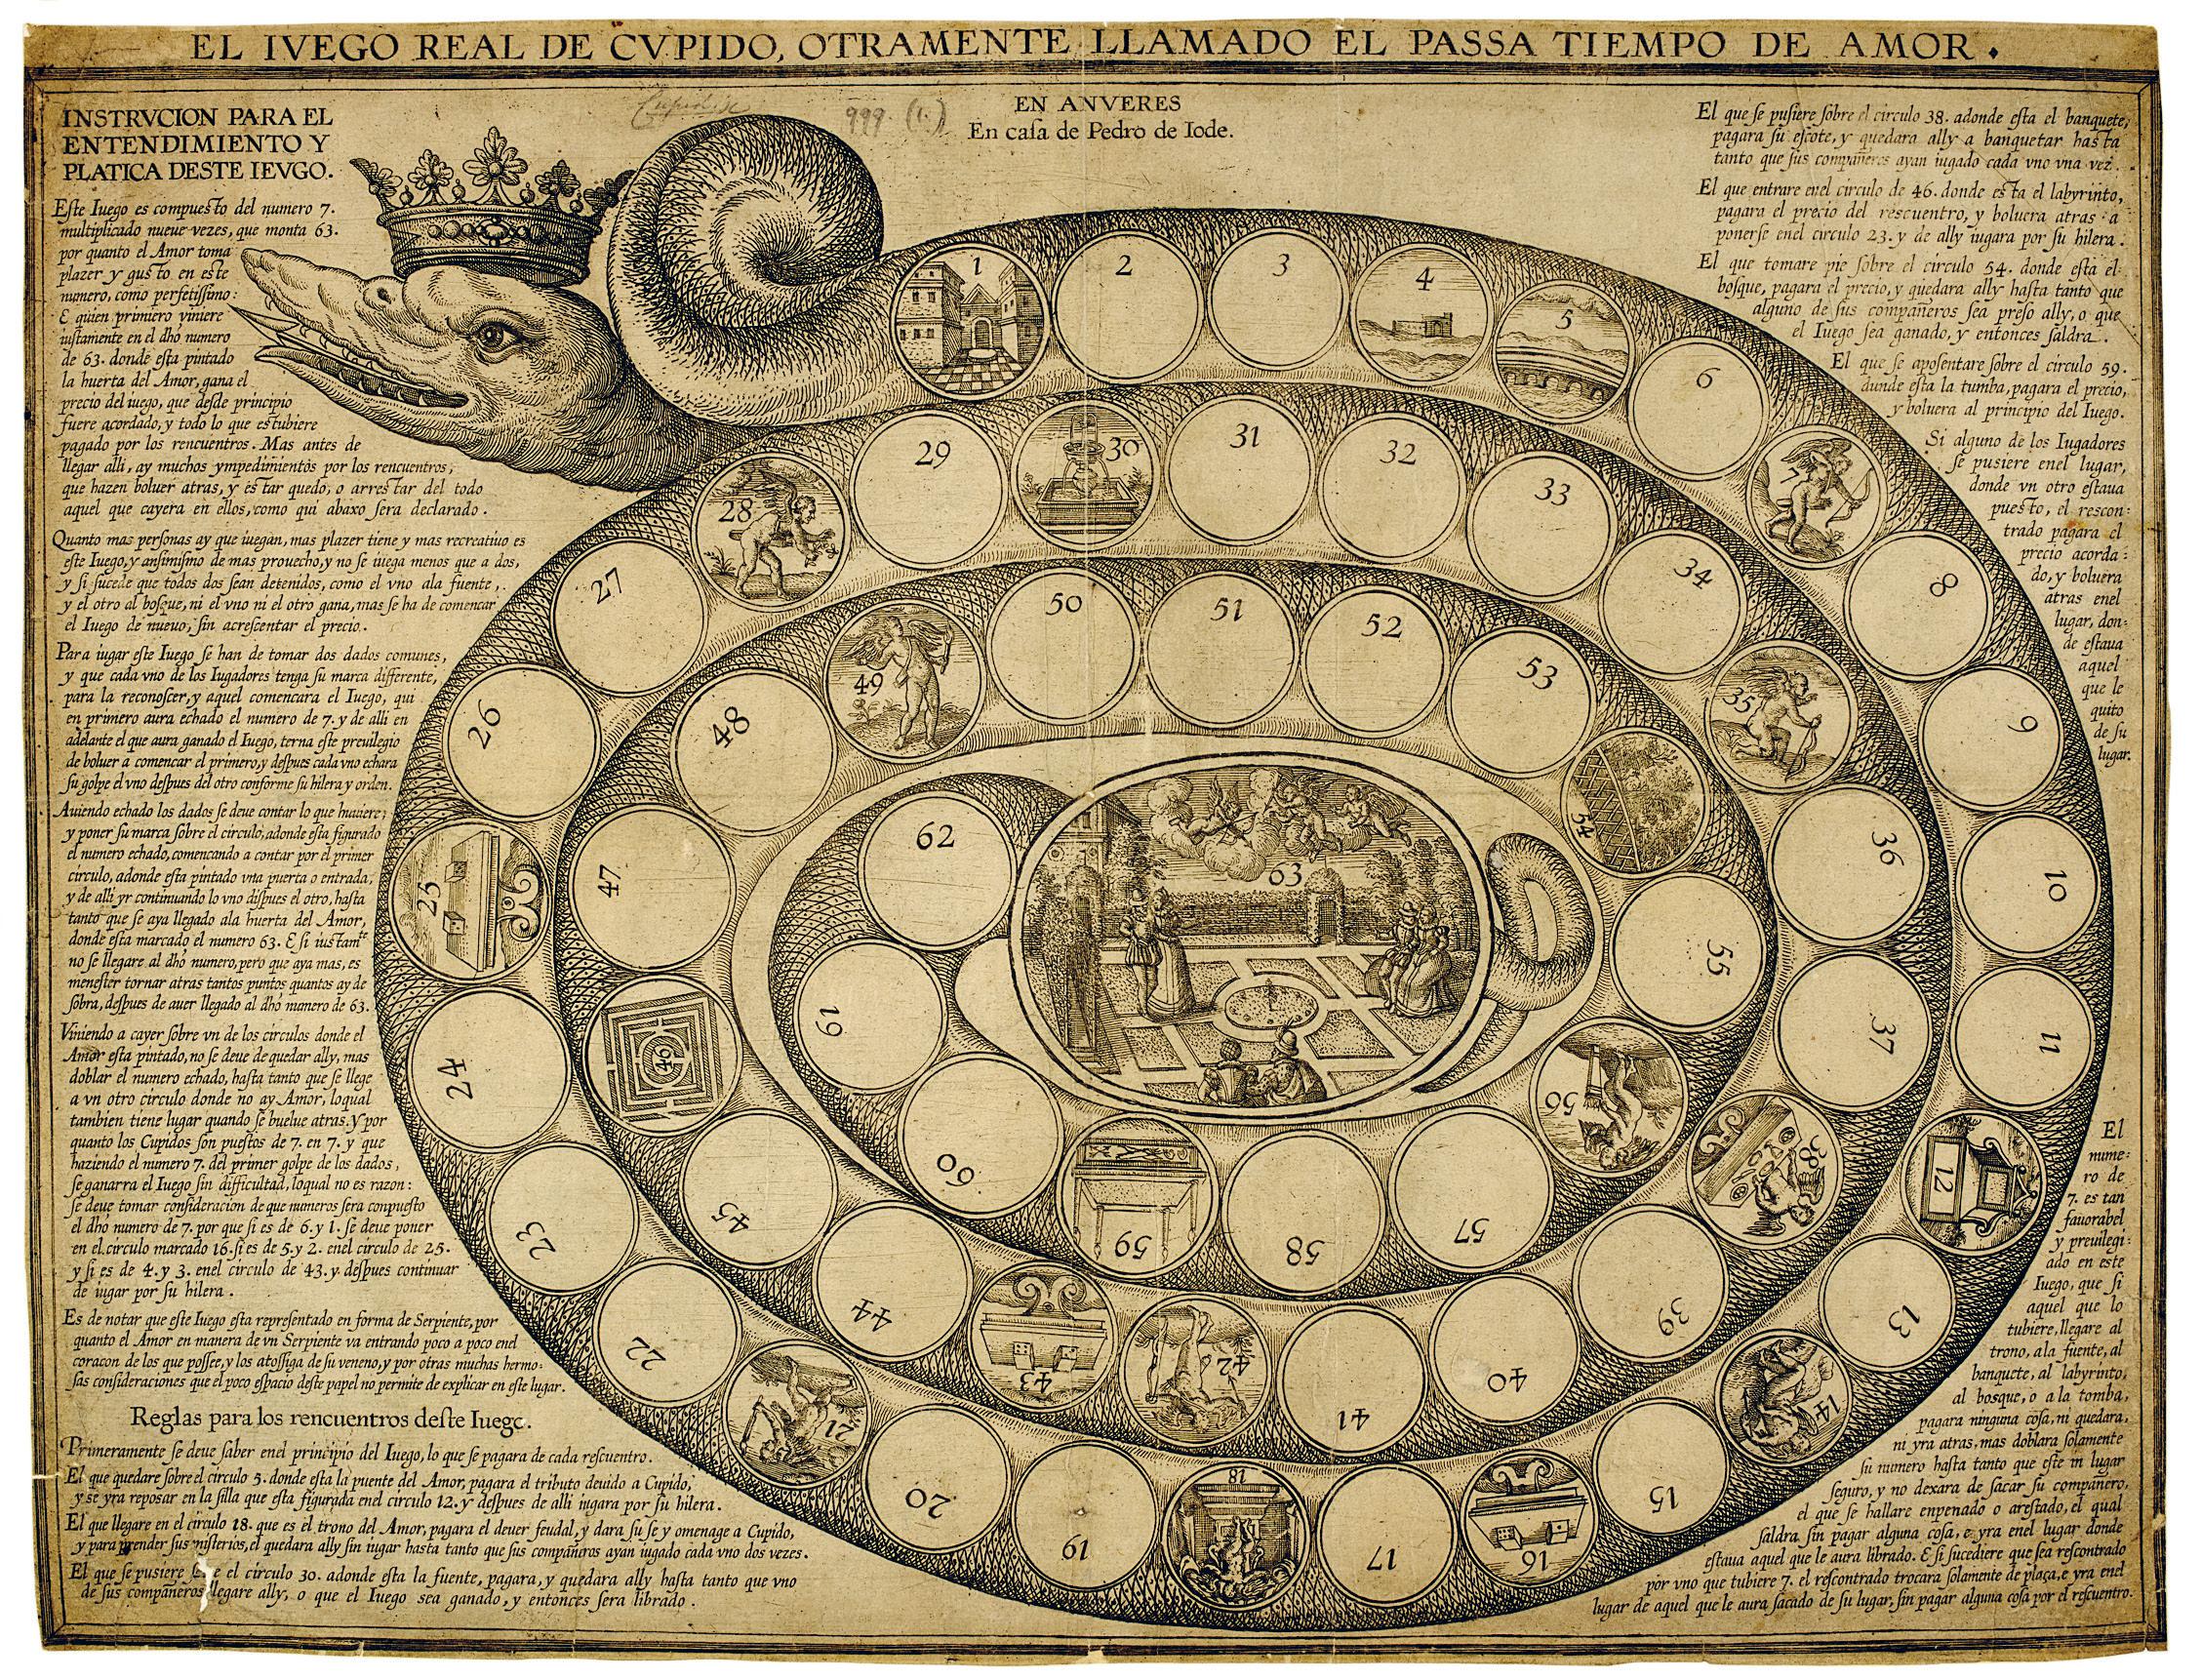 EL IVEGO REAL DE CVPIDO, OTRAMENTE LLAMADO EL PASSA TIEMPO DE AMOR.
EN ANVERES
En caſa de Pedro de Iode.
999. (1.)
INSTRVCION PARA EL
ENTENDIMIENTO Y
PLATICA DESTE IEVGO.
Eſte Iuego es compuesto del numero 7.
multiplicado nueue vezes, que monta 63.
por quanto el Amor toma
plazer y gusto en este
numero, como perfetiſſimo:
E quien primiero viniere
iustamente en el dho numero
de 63. donde esta pintado
la huerta del Amor, gana el
precio del iuego, que deſde principio
fuere acordado, y todo lo que estubiere
pagado por los rencuentros. Mas antes de
llegar alli, ay muchos ympedimientos por los rencuentros,
que hazen boluer atras, y estar quedo, o arrestar del todo
aquel que cayera en ellos, como qui abaxo ſera declarado.
Quanto mas perſonas ay que iuegan, mas plazer tiene y mas recreatiuo es
eſte Iuego, y anſimiſmo de mas prouecho, y no ſe iuega menos que a dos,
y ſi ſucede que todos dos ſean detenidos, como el vno ala fuente,
y el otro al boſque, ni el vno ni el otro gana, mas ſe ha de comencar
el Iuego de nueuo, ſin acreſcentar el precio.
Para iugar eſte Iuego ſe han de tomar dos dados comunes,
y que cada vno de los Iugadores tenga ſu marca differente,
para la reconoſcer, y aquel comencara el Iuego, qui
en primero aura echado el numero de 7. y de alli en
adelante el que aura ganado el Iuego, terna eſte preuilegio
de boluer a comencar el primero, y deſpues cada vno echara
ſu golpe el vno deſpues del otro conforme ſu hilera y orden.
Auiendo echado los dados ſe deue contar lo que huuiere,
y poner ſu marca ſobre el circulo, adonde eſta figurado
el numero echado, comencando a contar por el primer
circulo, adonde eſta pintado vna puerta o entrada,
y de alli yr continuando lo vno diſpues el otro, haſta
tanto que ſe aya llegado ala huerta del Amor,
donde eſta marcado el numero 63. E ſi iustamte
no ſe llegare al dho numero, pero que aya mas, es
menester tornar atras tantos puntos quantos ay de
ſobra, deſpues de auer llegado al dho numero de 63.
Viniendo a cayer ſobre vn de los circulos donde el
Amor eſta pintado, no ſe deue de quedar ally, mas
doblar el numero echado, haſta tanto que ſe llege
a vn otro circulo donde no ay Amor, loqual
tambien tiene lugar quando ſe buelue atras. Y por
quanto los Cupidos ſon pueſtos de 7. en 7. y que
haziendo el numero 7. del primer golpe de los dados,
ſe ganarra el Iuego ſin difficultad, loqual no es razon:
ſe deue tomar conſideracion de que numeros ſera conpueſto
el dho numero de 7. por que ſi es de 6. y 1. ſe deue poner
en el circulo marcado 16. ſi es de 5. y 2. enel circulo de 25.
y ſi es de 4. y 3. enel circulo de 43. y deſpues continuar
de iugar por ſu hilera.
Es de notar que eſte Iuego eſta repreſentado en forma de Serpiente, por
quanto el Amor en manera de vn Serpiente va entrando poco a poco enel
coracon de los que poſſee, y los atoſſiga de ſu veneno, y por otras muchas hermo:
ſas conſideraciones que el poco eſpacio deſte papel no permite de explicar en eſte lugar.
Reglas para los rencuentros deſte Iuego.
Primeramente ſe deue ſaber enel principio del Iuego, lo que ſe pagara de cada reſcuentro.
El que quedare ſobre el circulo 5. donde eſta la puente del Amor, pagara el tributo deuido a Cupido,
y se yra repoſar en la ſilla que eſta figurada enel circulo 12. y deſpues de alli iugara por ſu hilera.
El que llegare en el circulo 18. que es el trono del Amor, pagara el deuer feudal, y dara ſu fe y omenage a Cupido,
y para prender sus misterios, el quedara ally ſin iugar hasta tanto que sus compañeros ayan iugado cada vno dos vezes.
El que ſe puſiere ſobre el circulo 30. adonde eſta la fuente, pagara, y quedara ally haſta tanto que vno
de ſus compañeros llegare ally, o que el Iuego sea ganado, y entonces ſera librado.
El que ſe puſiere ſobre el circulo 38. adonde eſta el banquete,
pagara ſu eſcote, y quedara ally a banquetar hasta
tanto que ſus compañeros ayan iugado cada vno vna vez.
El que entrare enel circulo de 46. donde esta el labyrinto,
pagara el precio del rescuentro, y boluera atras a
ponerſe enel circulo 23. y de ally iugara por ſu hilera.
El que tomare pie ſobre el circulo 54. donde eſta el
boſque, pagara el precio, y quedara ally haſta tanto que
alguno de ſus compañeros ſea preſo ally, o que
el Iuego ſea ganado, y entonces ſaldra.
El que ſe apoſentare ſobre el circulo 59.
dunde eſta la tumba, pagara el precio,
y boluera al principio del Iuego.
Si alguno de los Iugadores
ſe pusiere enel lugar,
donde vn otro eſtaua
puesto, el rescon:
trado pagara el
precio acorda:
do, y boluera
atras enel
lugar, don:
de eſtaua
aquel
que le
quito
de ſu
lugar.
El
nume:
ro de
7. es tan
fauorabel
y preuilegi:
ado en eſte
Iuego, que ſi
aquel que lo
tubiere, llegare al
trono, ala fuente, al
banquete, al labyrinto,
al bosque, o a la tomba,
pagara ninguna coſa, ni quedara,
ni yra atras, mas doblara ſolamente
ſu numero haſta tanto que eſte in lugar
ſeguro, y no dexara de ſacar ſu compañero,
el que ſe hallare enpenado o areſtado, el qual
ſaldra ſin pagar alguna coſa, e yra enel lugar donde
eſtaua aquel que le aura librado. E ſi ſucediere que ſea reſcontrado
por vno que tubiere 7. el reſcontrado trocara ſolamente de plaça, e yra enel
lugar de aquel que le aura ſacado de ſu lugar, ſin pagar alguna coſa por el reſcuentro.
1
2
3
4
5
6
7
8
9
10
11
12
13
14
15
16
17
18
19
20
21
22
23
24
25
26
27
28
29
30
31
32
33
34
35
36
37
38
39
40
41
42
43
44
45
46
47
48
49
50
51
52
53
54
55
56
57
58
59
60
61
62
63